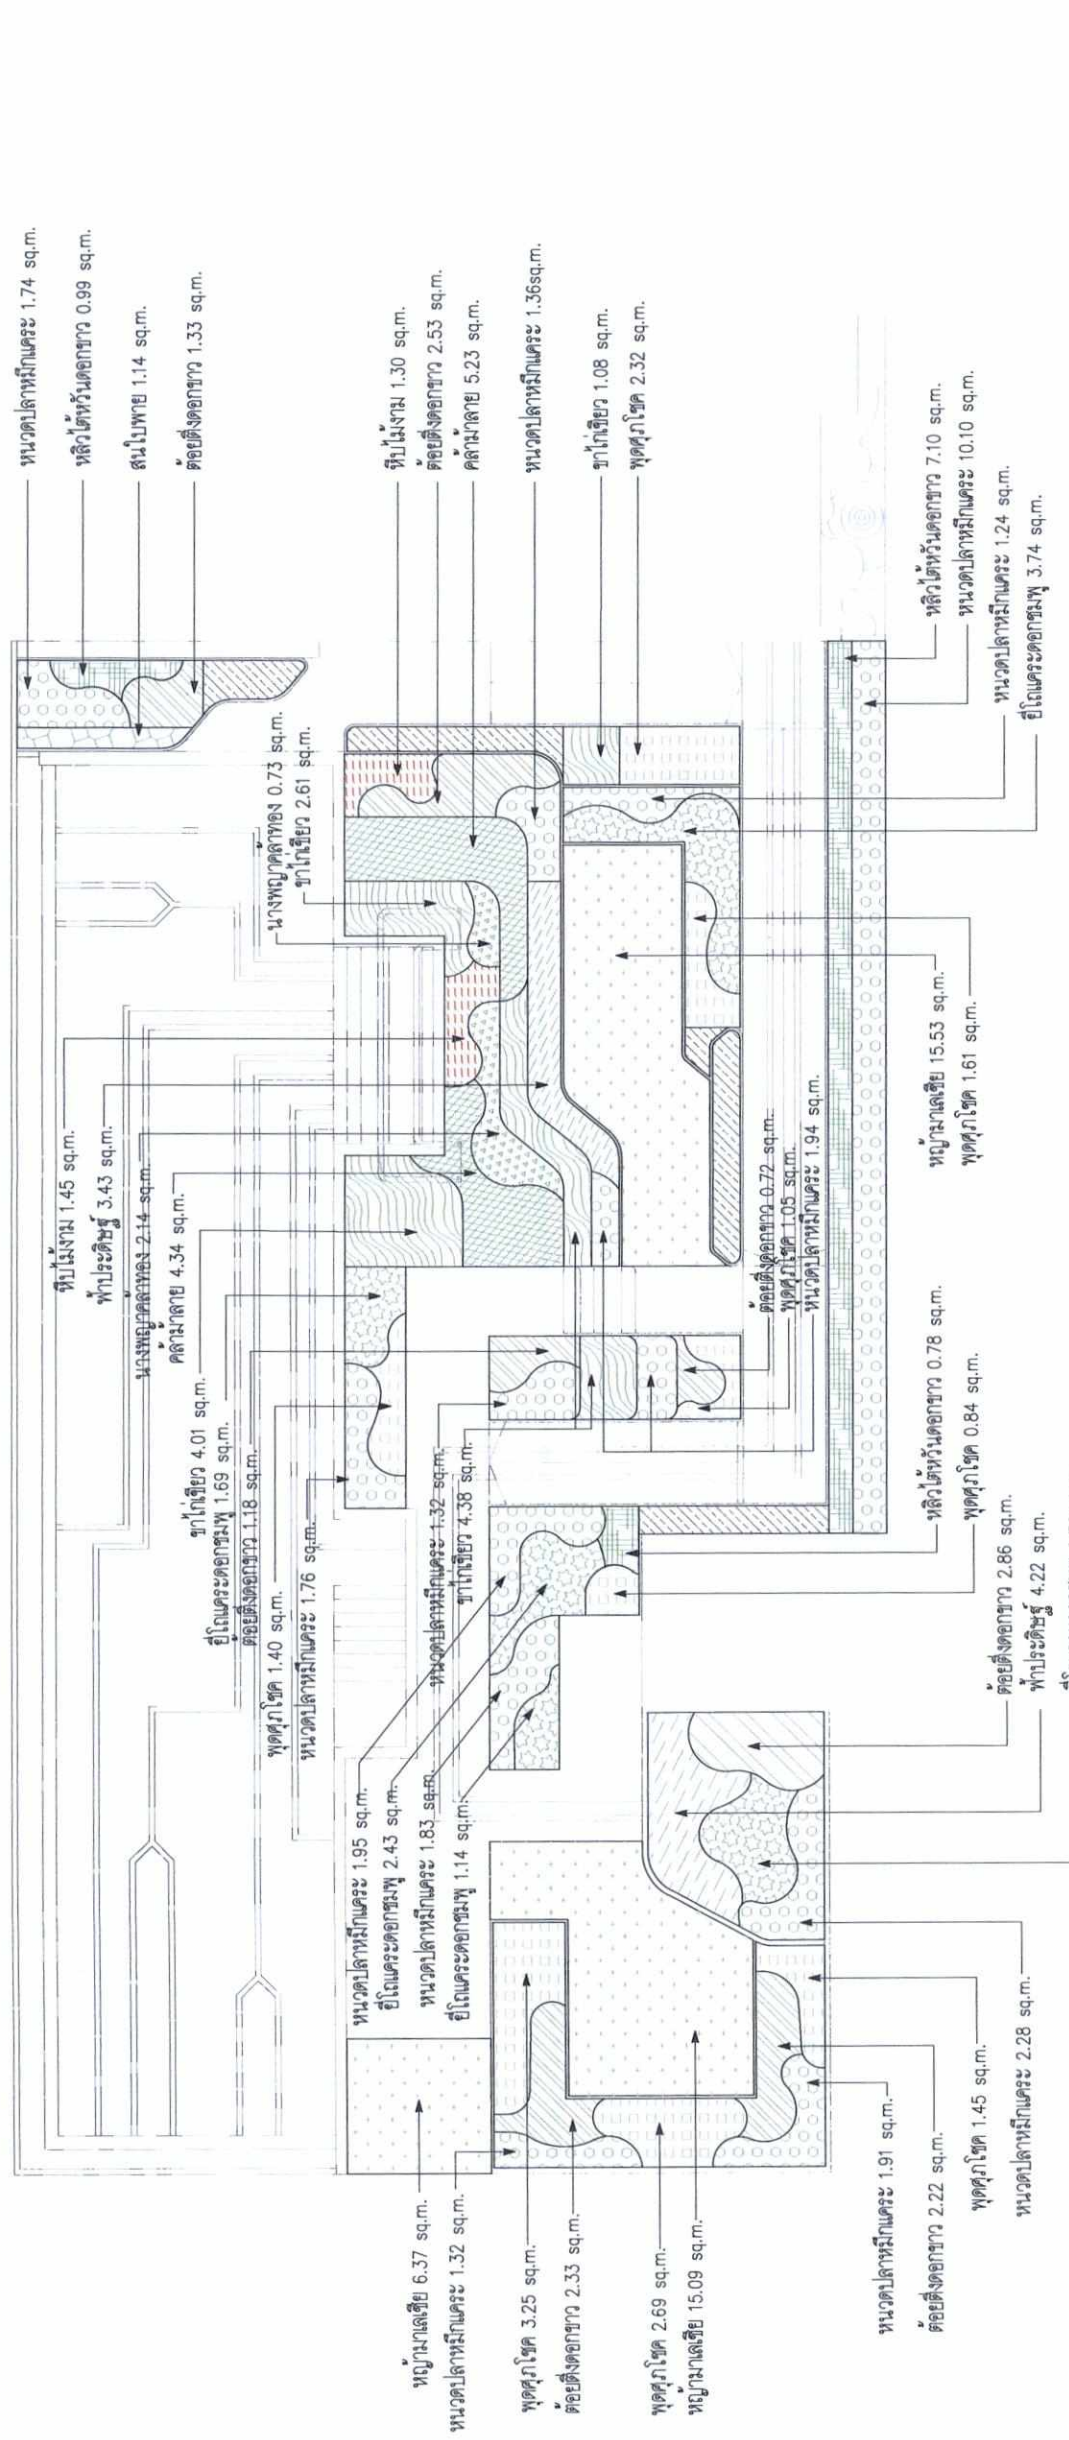 หนวดปลาหมึกแคระ 1.74 sq.m.
หลิวไต้หวันดอกขาว 0.99 sq.m.
สนใบพาย 1.14 sq.m.
ต้อยติ่งดอกขาว 1.33 sq.m.
นางพญาคล้าทอง 0.73 sq.m.
ขาไก่เขียว 2.61 sq.m.
หีบไม้งาม 1.30 sq.m.
ต้อยติ่งดอกขาว 2.53 sq.m.
คล้ามาลาย 5.23 sq.m.
หนวดปลาหมึกแคระ 1.36sq.m.
ขาไก่เขียว 1.08 sq.m.
พุดศุภโชค 2.32 sq.m.
หลิวไต้หวันดอกขาว 7.10 sq.m.
หนวดปลาหมึกแคระ 10.10 sq.m.
หนวดปลาหมึกแคระ 1.24 sq.m.
ยี่โถแคระดอกชมพู 3.74 sq.m.
หีบไม้งาม 1.45 sq.m.
ฟ้าประดิษฐ์ 3.43 sq.m.
นางพญาคล้าทอง 2.14 sq.m.
คล้ามาลาย 4.34 sq.m.
ขาไก่เขียว 4.01 sq.m.
ยี่โถแคระดอกชมพู 1.69 sq.m.
ต้อยติ่งดอกขาว 1.18 sq.m.
พุดศุภโชค 1.40 sq.m.
หนวดปลาหมึกแคระ 1.76 sq.m.
หนวดปลาหมึกแคระ 1.32 sq.m.
ขาไก่เขียว 4.38 sq.m.
ต้อยติ่งดอกขาว 0.72 sq.m.
พุดศุภโชค 1.05 sq.m.
หนวดปลาหมึกแคระ 1.94 sq.m.
หญ้ามาเลเซีย 15.53 sq.m.
พุดศุภโชค 1.61 sq.m.
หนวดปลาหมึกแคระ 1.95 sq.m.
ยี่โถแคระดอกชมพู 2.43 sq.m.
หนวดปลาหมึกแคระ 1.83 sq.m.
ยี่โถแคระดอกชมพู 1.14 sq.m.
หลิวไต้หวันดอกขาว 0.78 sq.m.
พุดศุภโชค 0.84 sq.m.
ต้อยติ่งดอกขาว 2.86 sq.m.
ฟ้าประดิษฐ์ 4.22 sq.m.
หญ้ามาเลเซีย 6.37 sq.m.
หนวดปลาหมึกแคระ 1.32 sq.m.
พุดศุภโชค 3.25 sq.m.
ต้อยติ่งดอกขาว 2.33 sq.m.
พุดศุภโชค 2.69 sq.m.
หญ้ามาเลเซีย 15.09 sq.m.
หนวดปลาหมึกแคระ 1.91 sq.m.
ต้อยติ่งดอกขาว 2.22 sq.m.
พุดศุภโชค 1.45 sq.m.
หนวดปลาหมึกแคระ 2.28 sq.m.